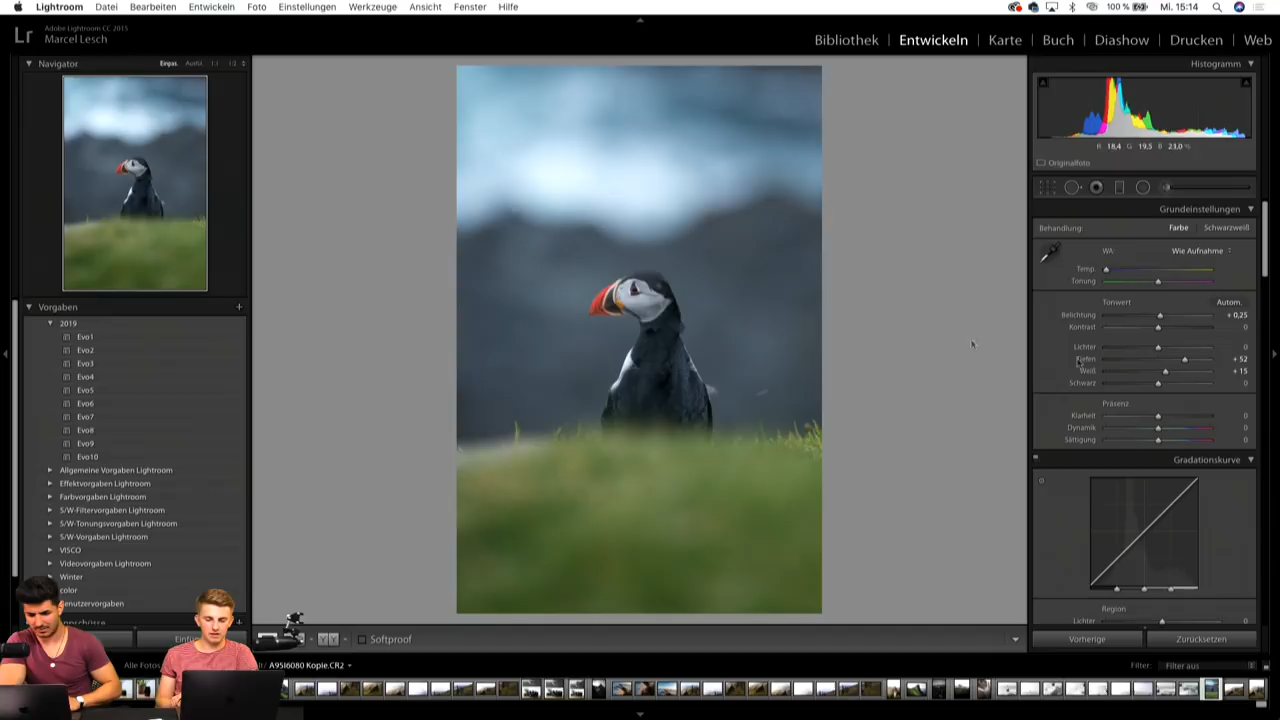 Lightroom Datei Bearbeiten Entwickeln Foto Einstellungen Werkzeuge Ansicht Fenster Hilfe 100 % Mi. 15:14
Lr Adobe Lightroom CC 2015
Marcel Lesch
Bibliothek | Entwickeln | Karte | Buch | Diashow | Drucken | Web
Navigator Einpas. Ausfül. 1:1
Histogramm
R 18,4 G 19,5 B 23,0 %
Originalfoto
Grundeinstellungen
Behandlung: Farbe Schwarzweiß
WA: Wie Aufnahme
Temp.
Tonung
Tonwert Autom.
Belichtung + 0,25
Kontrast 0
Lichter 0
Tiefen + 52
Weiß + 15
Schwarz 0
Präsenz
Klarheit 0
Dynamik 0
Sättigung 0
Gradationskurve
Region
Lichter 0
Vorgaben +
2019
Evo1
Evo2
Evo3
Evo4
Evo5
Evo6
Evo7
Evo8
Evo9
Evo10
Allgemeine Vorgaben Lightroom
Effektvorgaben Lightroom
Farbvorgaben Lightroom
S/W-Filtervorgaben Lightroom
S/W-Tonungsvorgaben Lightroom
S/W-Vorgaben Lightroom
VISCO
Videovorgaben Lightroom
Winter
color
Benutzervorgaben
Softproof
Vorherige Zurücksetzen
Alle Fotos A95I6080 Kopie.CR2
Filter: Filter aus